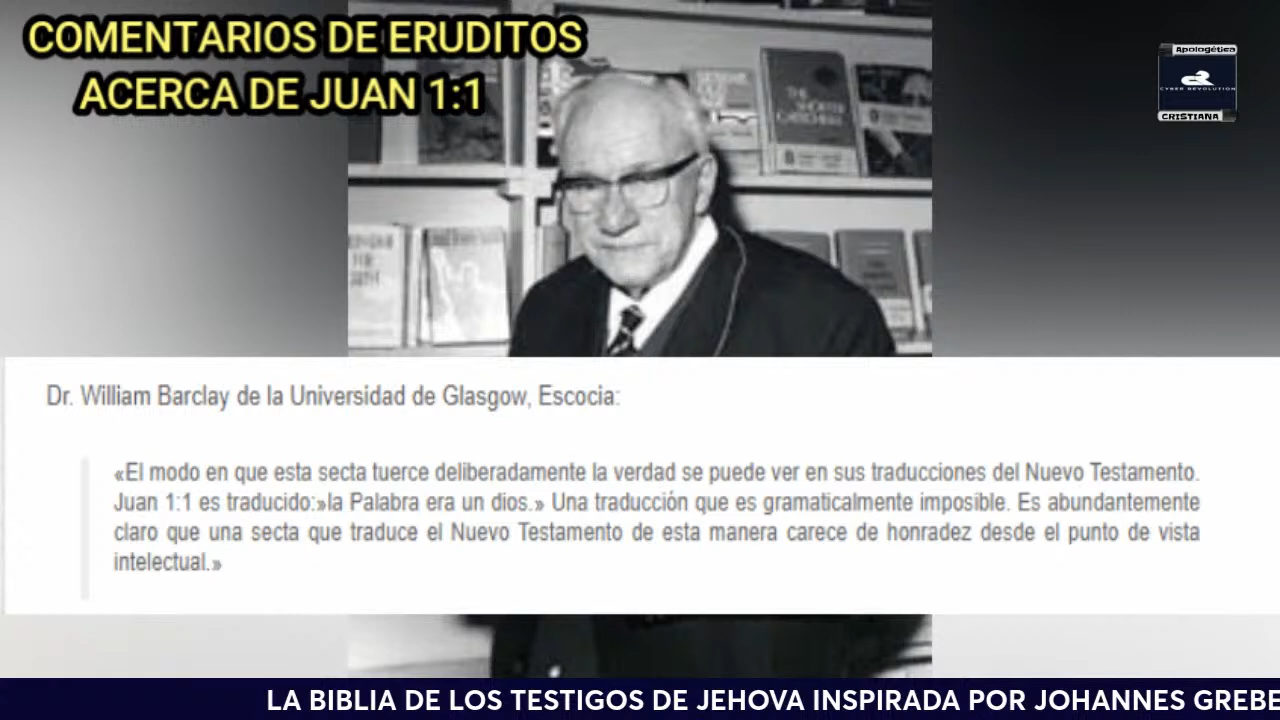 COMENTARIOS DE ERUDITOS
ACERCA DE JUAN 1:1
Apologética
CYBER REVOLUTION
CRISTIANA
THE
SHORTER
Dr. William Barclay de la Universidad de Glasgow, Escocia:
«El modo en que esta secta tuerce deliberadamente la verdad se puede ver en sus traducciones del Nuevo Testamento.
Juan 1:1 es traducido:»la Palabra era un dios.» Una traducción que es gramaticalmente imposible. Es abundantemente
claro que una secta que traduce el Nuevo Testamento de esta manera carece de honradez desde el punto de vista
intelectual.»
LA BIBLIA DE LOS TESTIGOS DE JEHOVA INSPIRADA POR JOHANNES GREBE